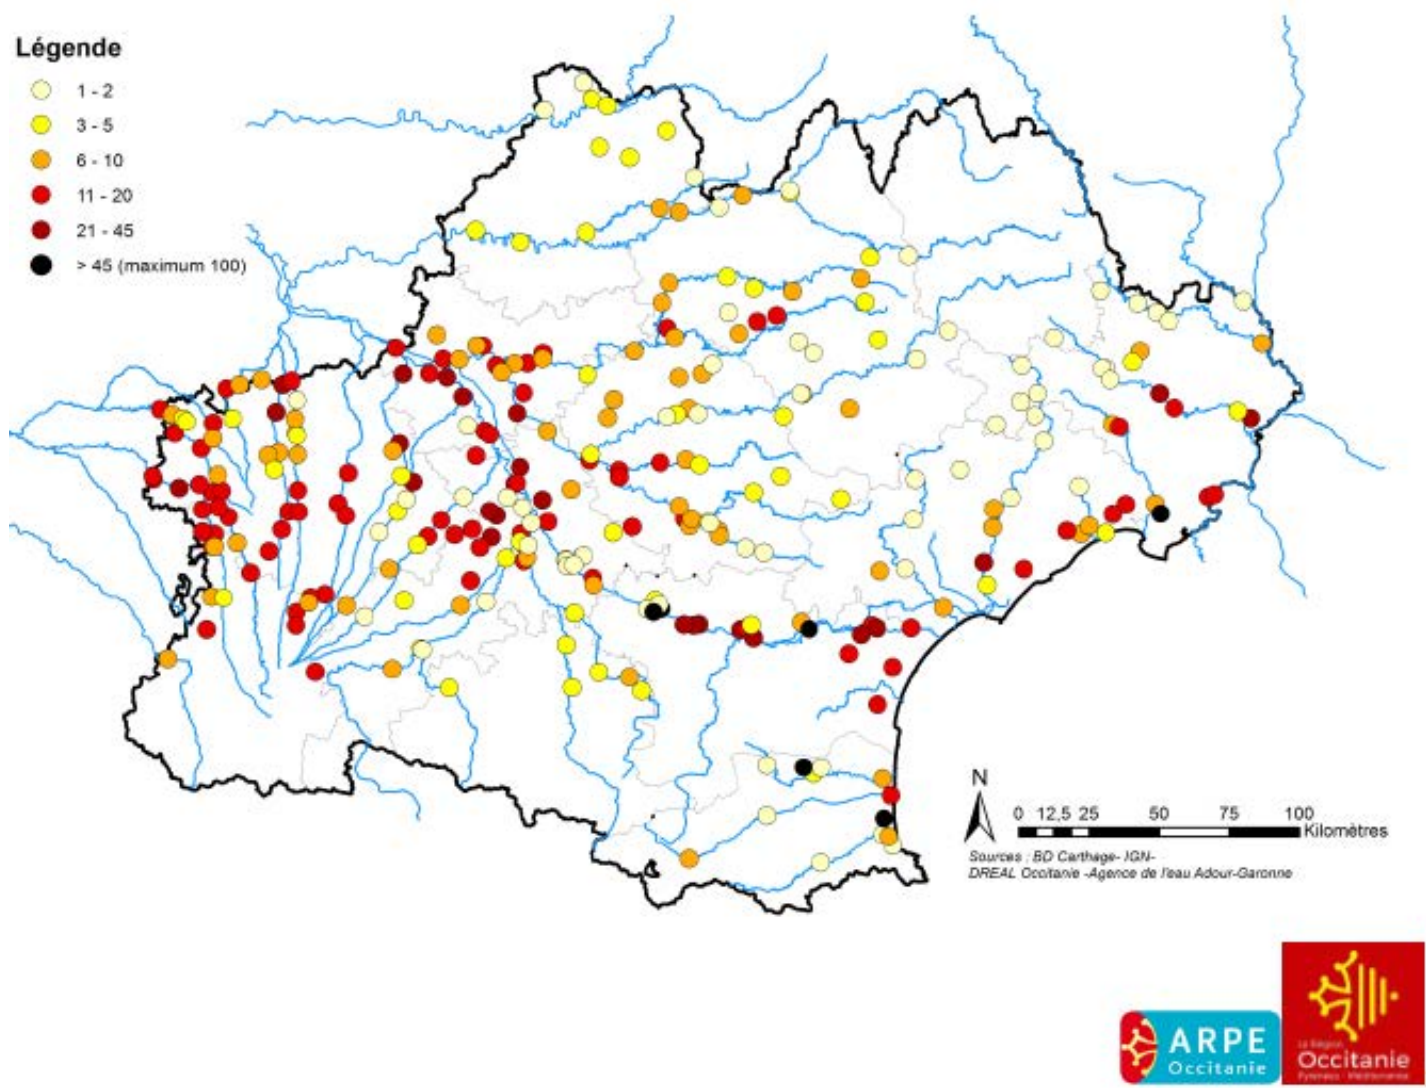 Légende
1 - 2
3 - 5
6 - 10
11 - 20
21 - 45
> 45 (maximum 100)
N
0 12,5 25 50 75 100
Kilomètres
Sources : BD Carthage- IGN-
DREAL Occitanie -Agence de l'eau Adour-Garonne
ARPE
Occitanie
La Région
Occitanie
Pyrénées - Méditerranée